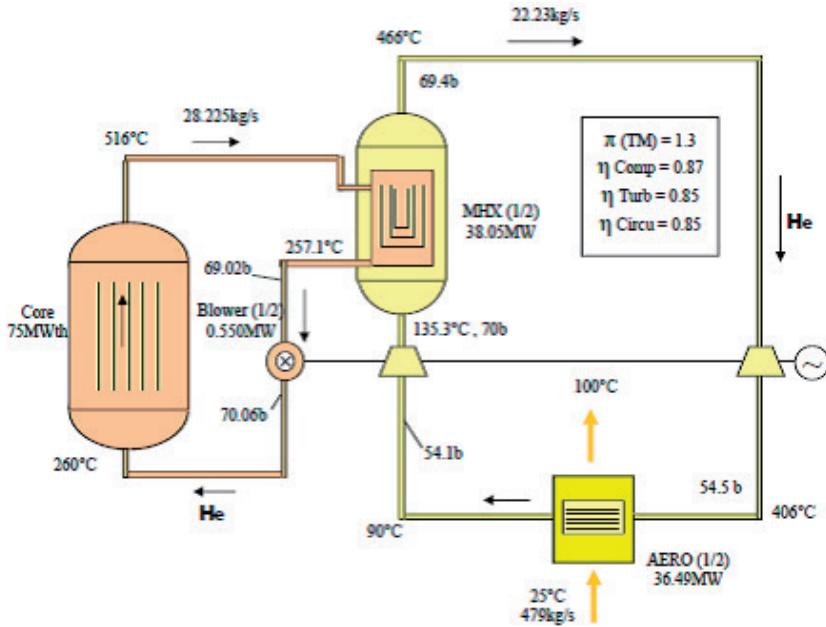 466°C
22.23kg/s
69.4b
28.225kg/s
516°C
π (TM) = 1.3
η Comp = 0.87
η Turb = 0.85
η Circu = 0.85
MHX (1/2)
38.05MW
He
257.1°C
69.02b
Core
75MWth
Blower (1/2)
0.550MW
135.3°C , 70b
~
100°C
70.06b
54.1b
260°C
He
54.5 b
90°C
406°C
AERO (1/2)
36.49MW
25°C
479kg/s